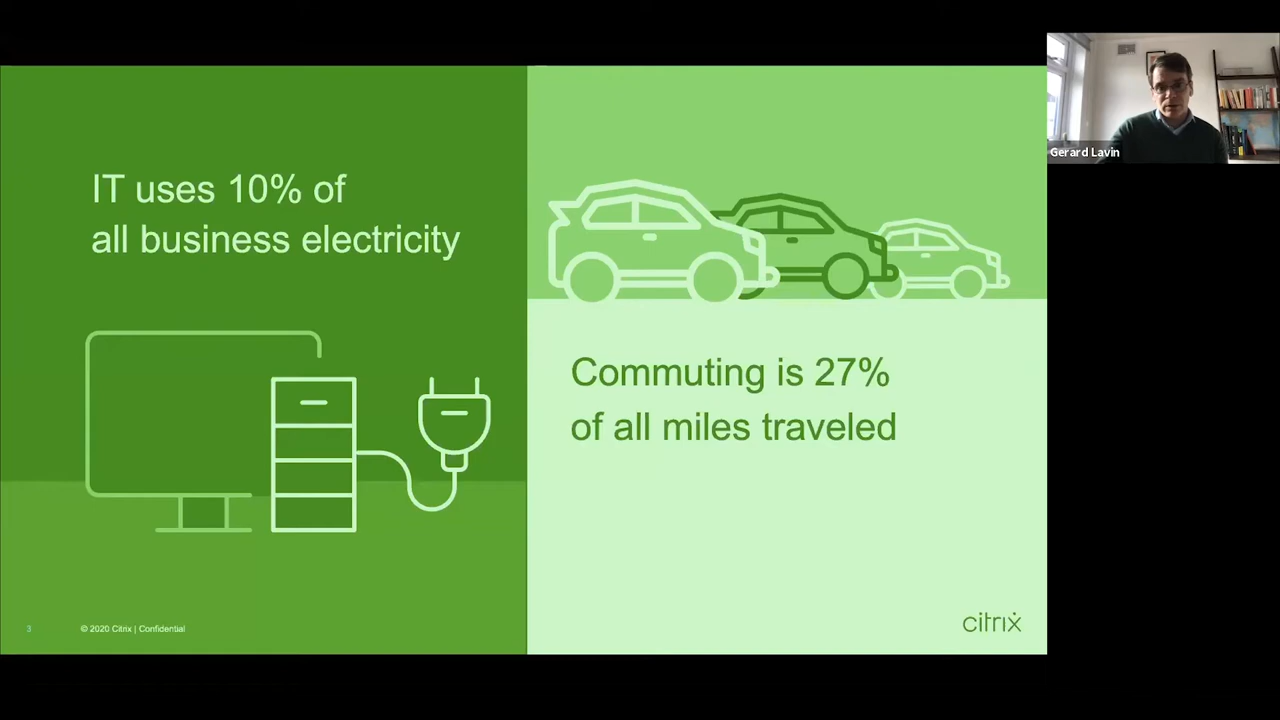 IT uses 10% of
all business electricity
Commuting is 27%
of all miles traveled
3
© 2020 Citrix | Confidential
citrix
Gerard Lavin